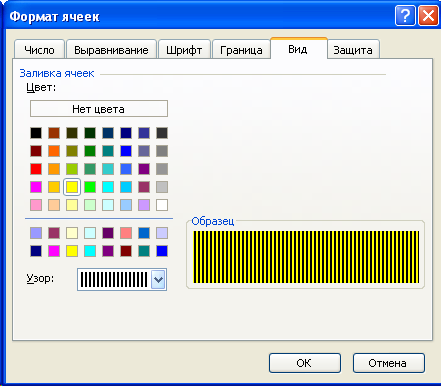 Формат ячеек
Число Выравнивание Шрифт Граница Вид Защита
Заливка ячеек
Цвет:
Нет цвета
Образец
Узор:
ОК Отмена